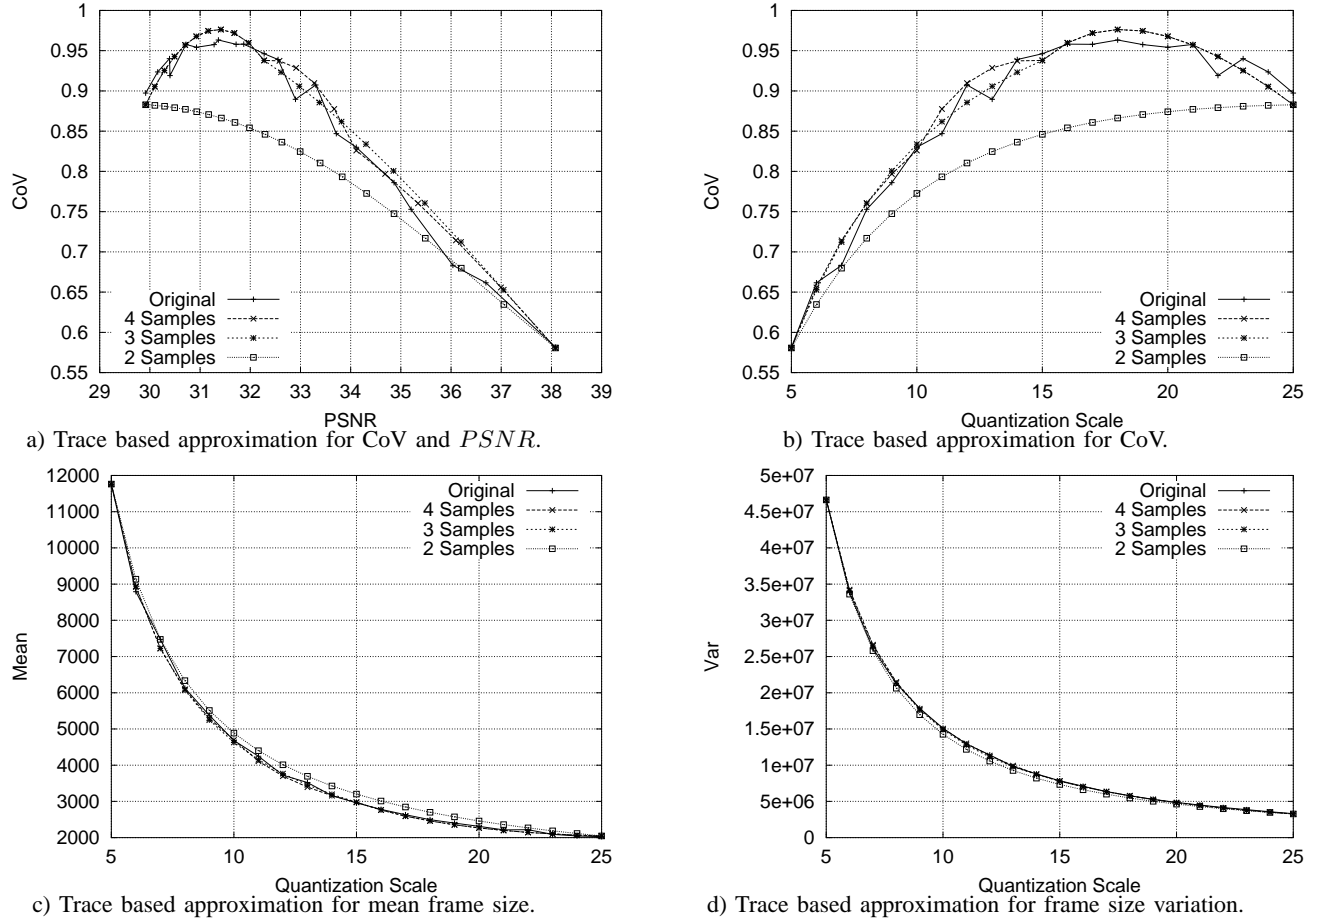 CoV
1
0.95
0.9
0.85
0.8
0.75
0.7
0.65
0.6
0.55
Original
4 Samples
3 Samples
2 Samples
29 30 31 32 33 34 35 36 37 38 39
PSNR
a) Trace based approximation for CoV and PSNR.
CoV
1
0.95
0.9
0.85
0.8
0.75
0.7
0.65
0.6
0.55
Original
4 Samples
3 Samples
2 Samples
5 10 15 20 25
Quantization Scale
b) Trace based approximation for CoV.
Mean
12000
11000
10000
9000
8000
7000
6000
5000
4000
3000
2000
Original
4 Samples
3 Samples
2 Samples
5 10 15 20 25
Quantization Scale
c) Trace based approximation for mean frame size.
Var
5e+07
4.5e+07
4e+07
3.5e+07
3e+07
2.5e+07
2e+07
1.5e+07
1e+07
5e+06
0
Original
4 Samples
3 Samples
2 Samples
5 10 15 20 25
Quantization Scale
d) Trace based approximation for frame size variation.